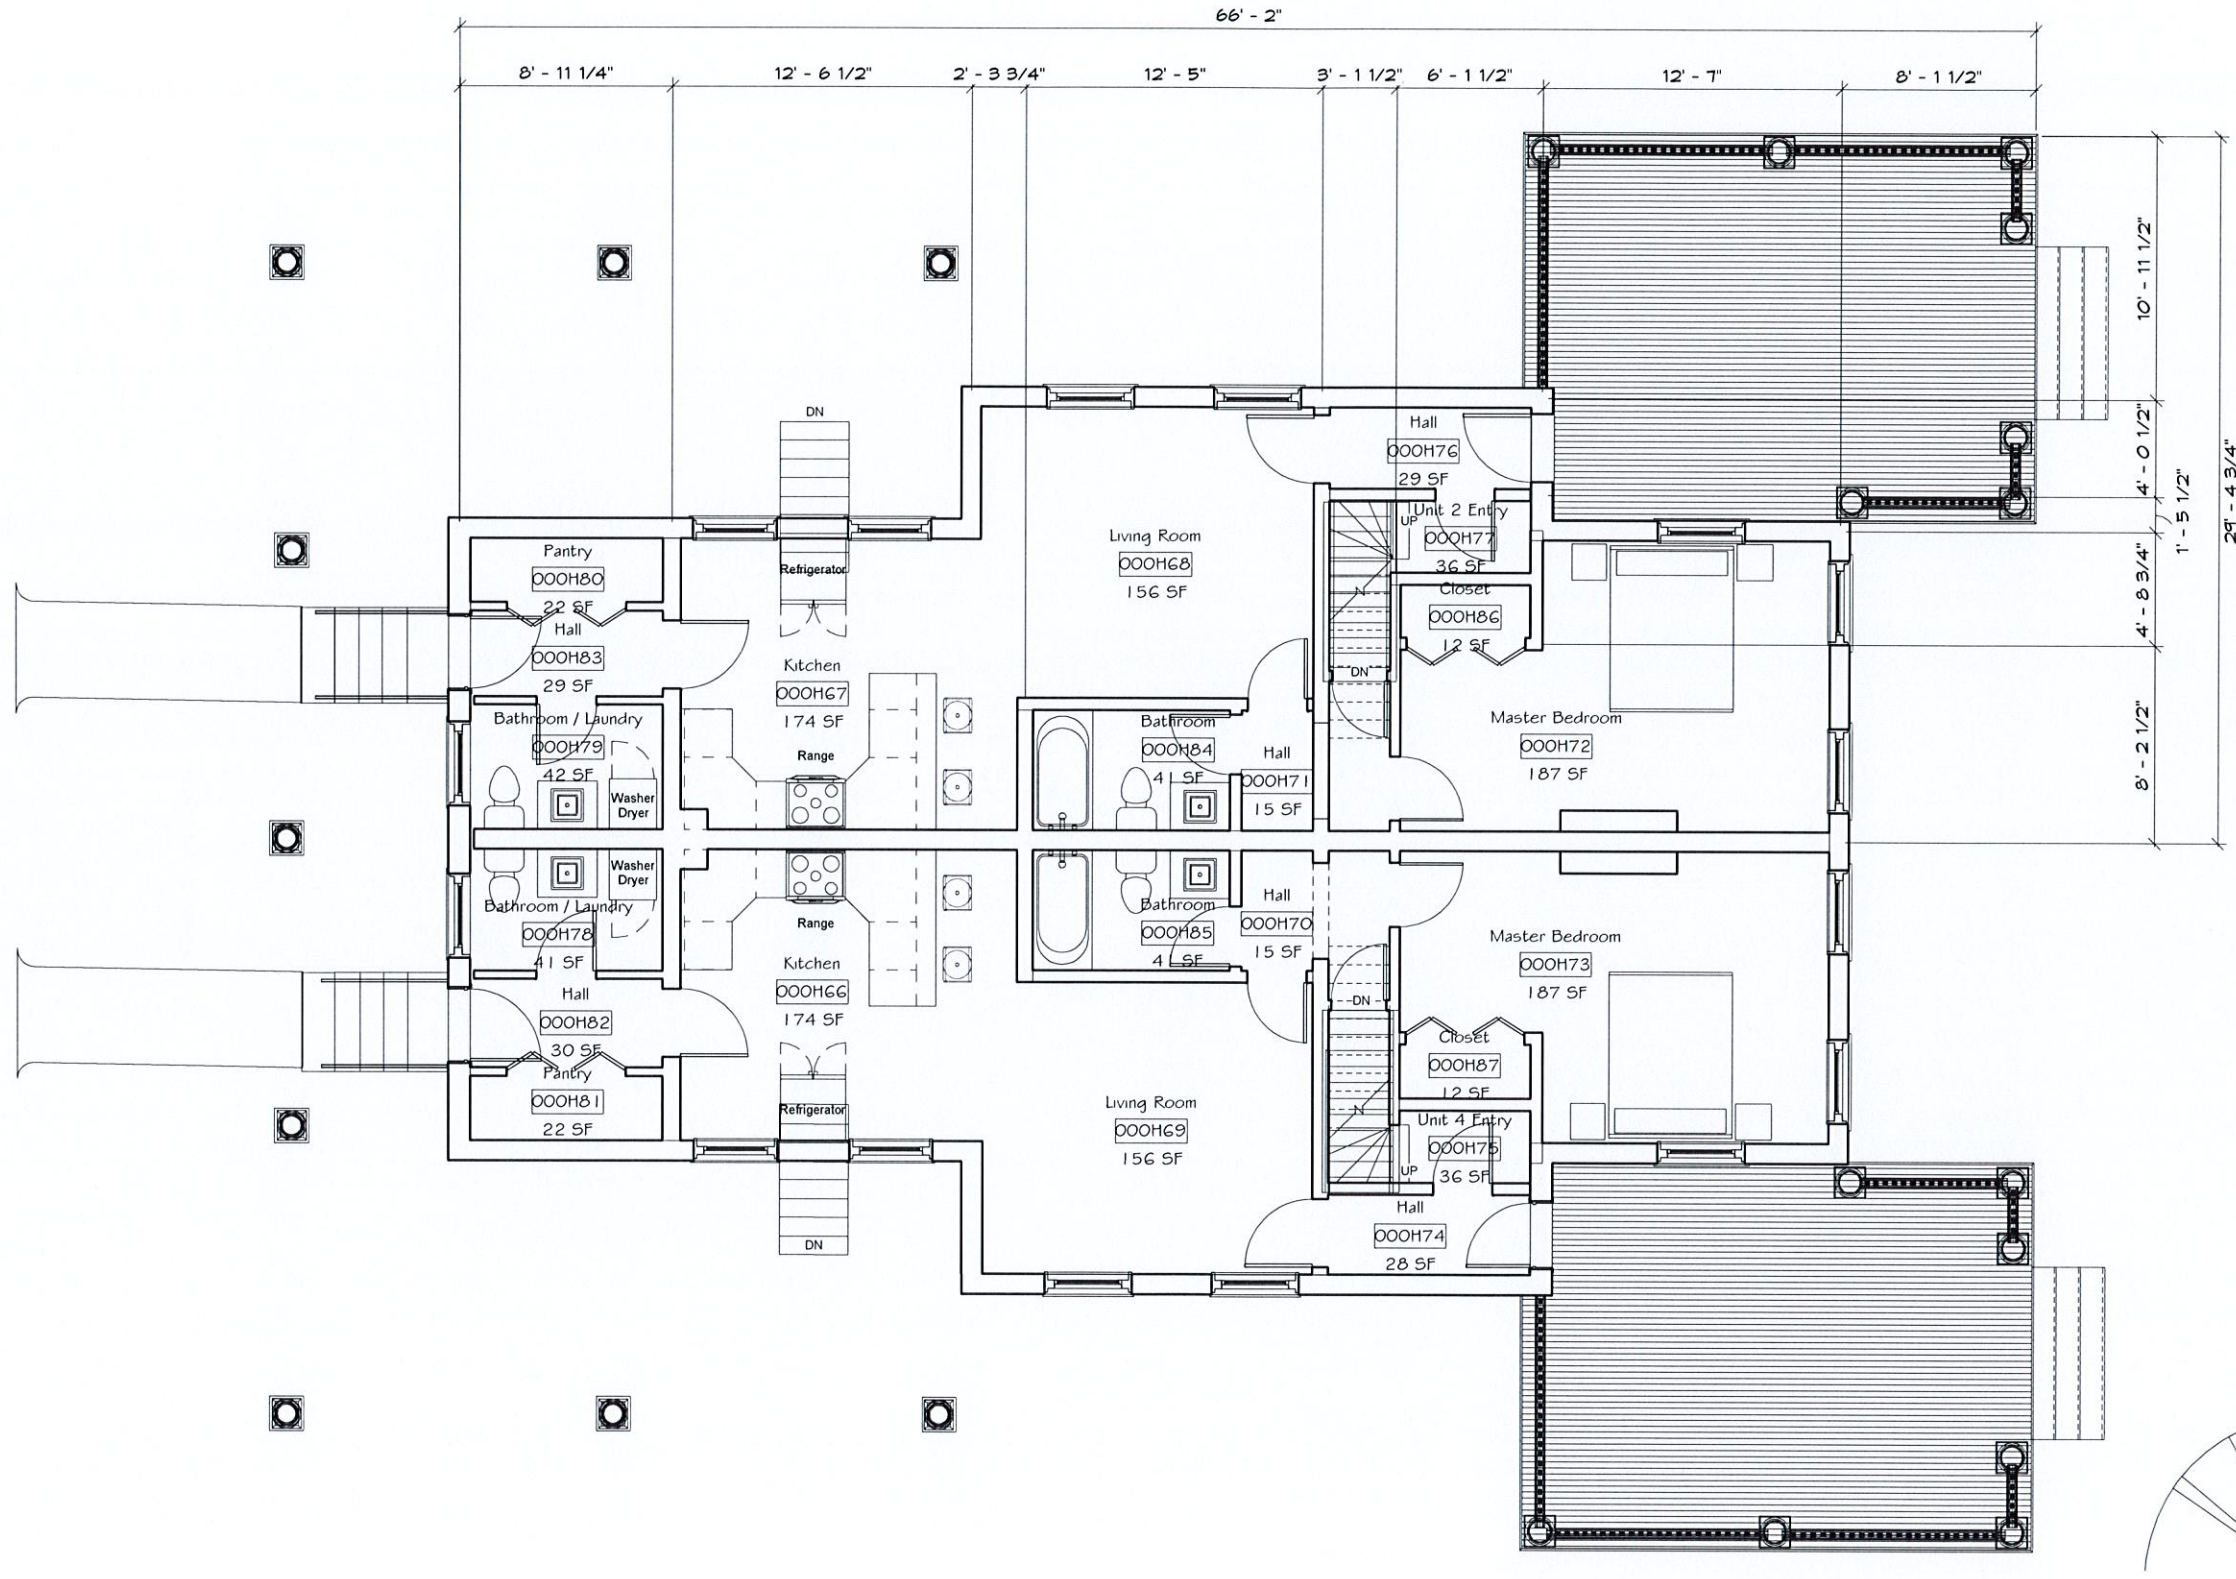 66' - 2"
8' - 11 1/4"
12' - 6 1/2"
2' - 3 3/4"
12' - 5"
3' - 1 1/2"
6' - 1 1/2"
12' - 7"
8' - 1 1/2"
10' - 11 1/2"
4' - 0 1/2"
1' - 5 1/2"
29' - 4 3/4"
4' - 8 3/4"
8' - 2 1/2"
DN
Hall
000H76
29 SF
UP
Unit 2 Entry
000H77
36 SF
Pantry
000H80
22 SF
Refrigerator
Living Room
000H68
156 SF
Closet
000H86
12 SF
Hall
000H83
29 SF
Kitchen
000H67
174 SF
DN
Bathroom / Laundry
000H79
42 SF
Washer
Dryer
Range
Bathroom
000H84
41 SF
Hall
000H71
15 SF
Master Bedroom
000H72
187 SF
Washer
Dryer
Bathroom / Laundry
000H78
41 SF
Range
Bathroom
000H85
41 SF
Hall
000H70
15 SF
Master Bedroom
000H73
187 SF
Kitchen
000H66
174 SF
Hall
000H82
30 SF
DN
Closet
000H87
12 SF
Pantry
000H81
22 SF
Refrigerator
Living Room
000H69
156 SF
Unit 4 Entry
000H75
36 SF
UP
Hall
000H74
28 SF
DN